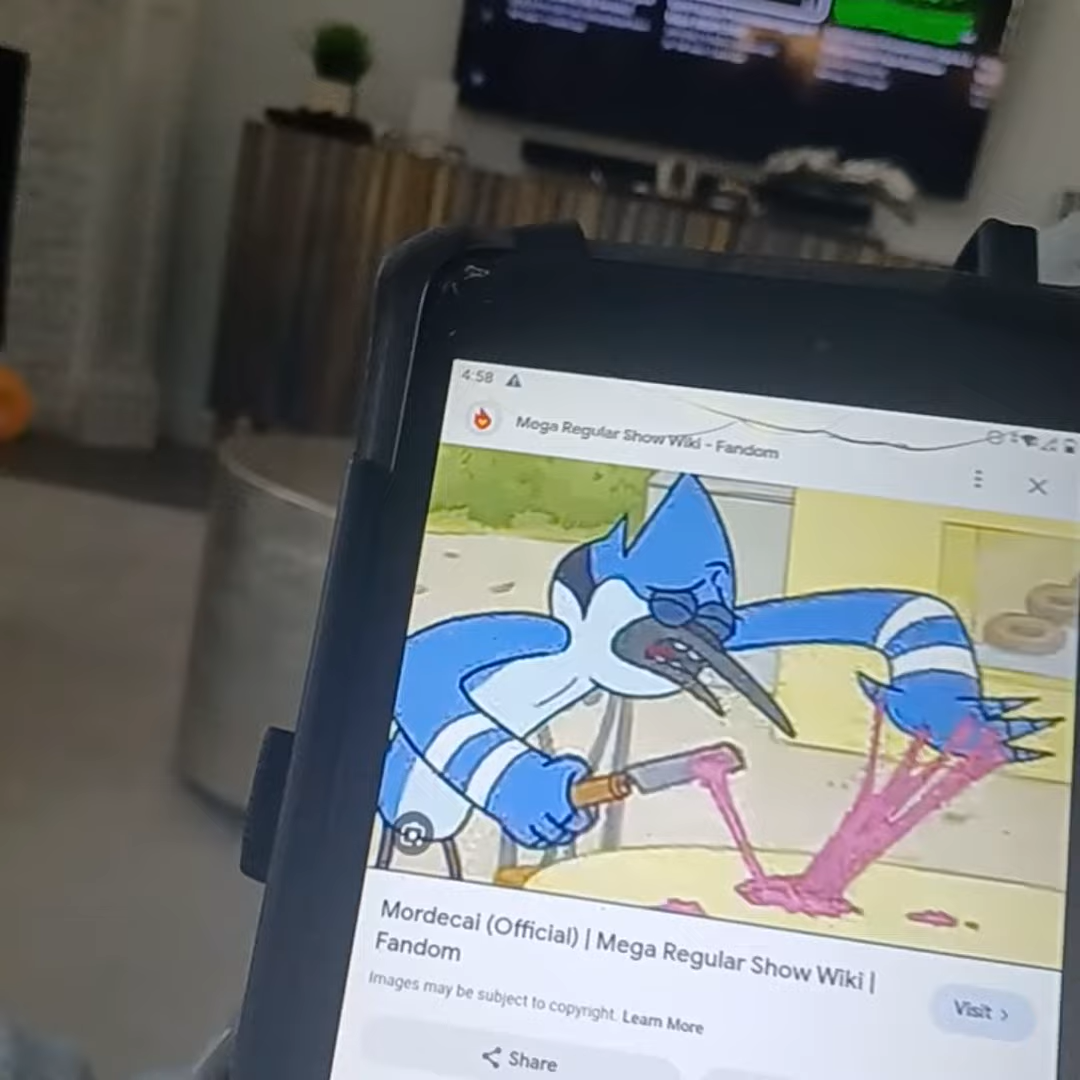 4:58
Mega Regular Show Wiki - Fandom
Mordecai (Official) | Mega Regular Show Wiki |
Fandom
Images may be subject to copyright. Learn More
Visit >
Share